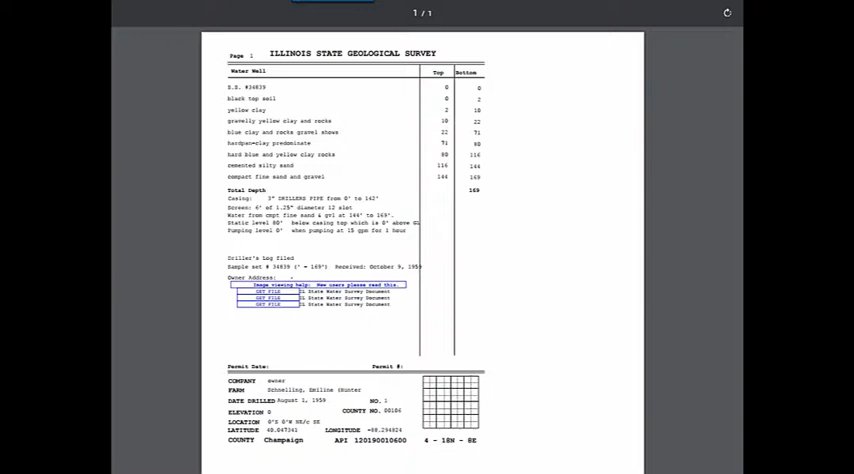 1 / 1
Page 1 ILLINOIS STATE GEOLOGICAL SURVEY
Water Well Top Bottom
S.S. #34839 0 0
black top soil 0 2
yellow clay 2 10
gravelly yellow clay and rocks 10 22
blue clay and rocks gravel shows 22 71
hardpan=clay predominate 71 80
hard blue and yellow clay rocks 80 116
cemented silty sand 116 144
compact fine sand and gravel 144 169
Total Depth 169
Casing: 3" DRILLERS PIPE from 0' to 142'
Screen: 6' of 1.25" diameter 12 slot
Water from cmpt fine sand & gvl at 144' to 169'.
Static level 80' below casing top which is 0' above GL
Pumping level 0' when pumping at 15 gpm for 1 hour
Driller's Log filed
Sample set # 34839 (' = 169') Received: October 9, 1959
Owner Address:
Image viewing help: New users please read this.
GET FILE IL State Water Survey Document
GET FILE IL State Water Survey Document
GET FILE IL State Water Survey Document
Permit Date: Permit #:
COMPANY owner
FARM Schnelling, Emiline (Hunter
DATE DRILLED August 1, 1959 NO. 1
ELEVATION 0 COUNTY NO. 00106
LOCATION 0'S 0'W NE/c SE
LATITUDE 40.047341 LONGITUDE -88.294824
COUNTY Champaign API 120190010600 4 - 18N - 8E